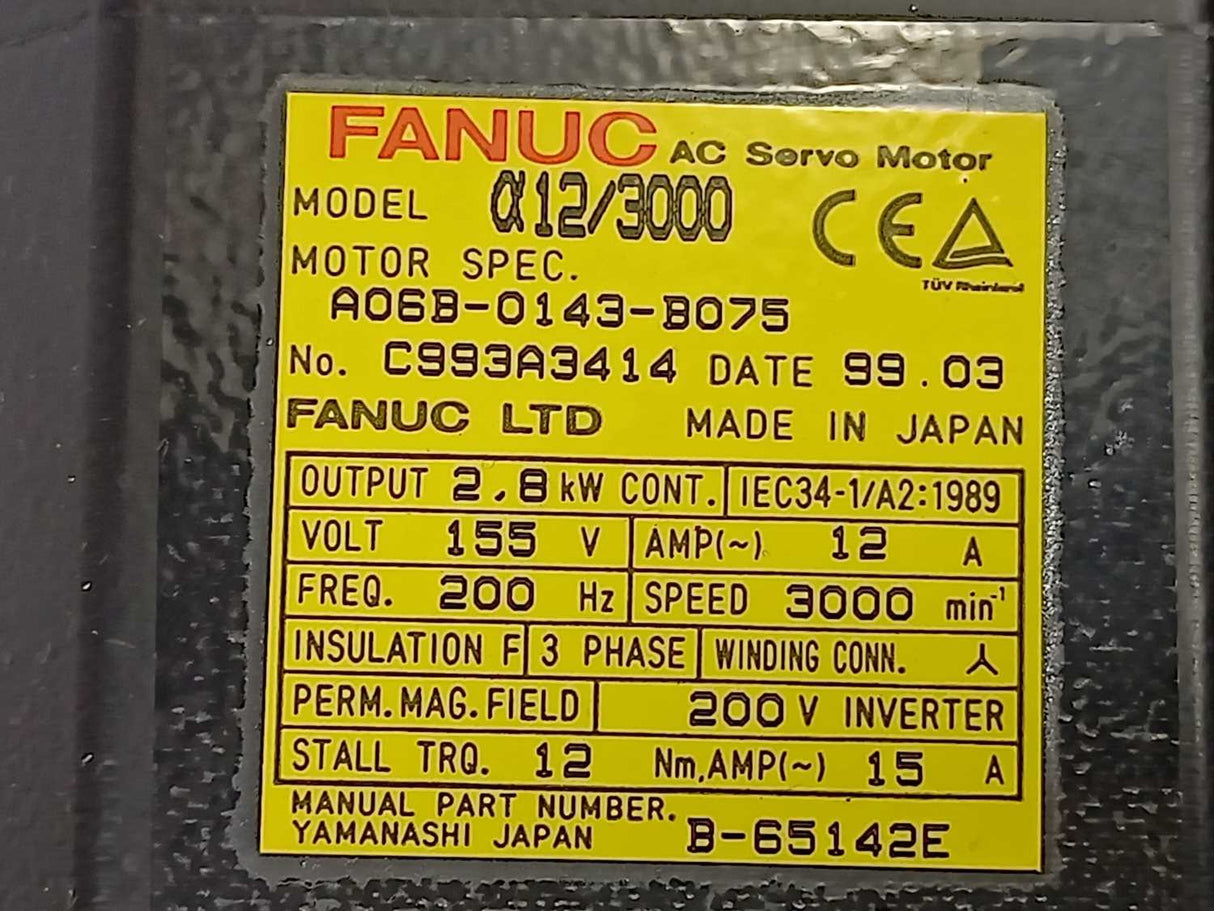 FANUC AC Servo Motor
MODEL α12/3000
CE
TÜV Rheinland
MOTOR SPEC.
A06B-0143-B075
No. C993A3414 DATE 99.03
FANUC LTD MADE IN JAPAN
OUTPUT 2.8 kW CONT. IEC34-1/A2:1989
VOLT 155 V AMP(~) 12 A
FREQ. 200 Hz SPEED 3000 min⁻¹
INSULATION F 3 PHASE WINDING CONN.
PERM.MAG.FIELD 200 V INVERTER
STALL TRQ. 12 Nm,AMP(~) 15 A
MANUAL PART NUMBER.
YAMANASHI JAPAN B-65142E